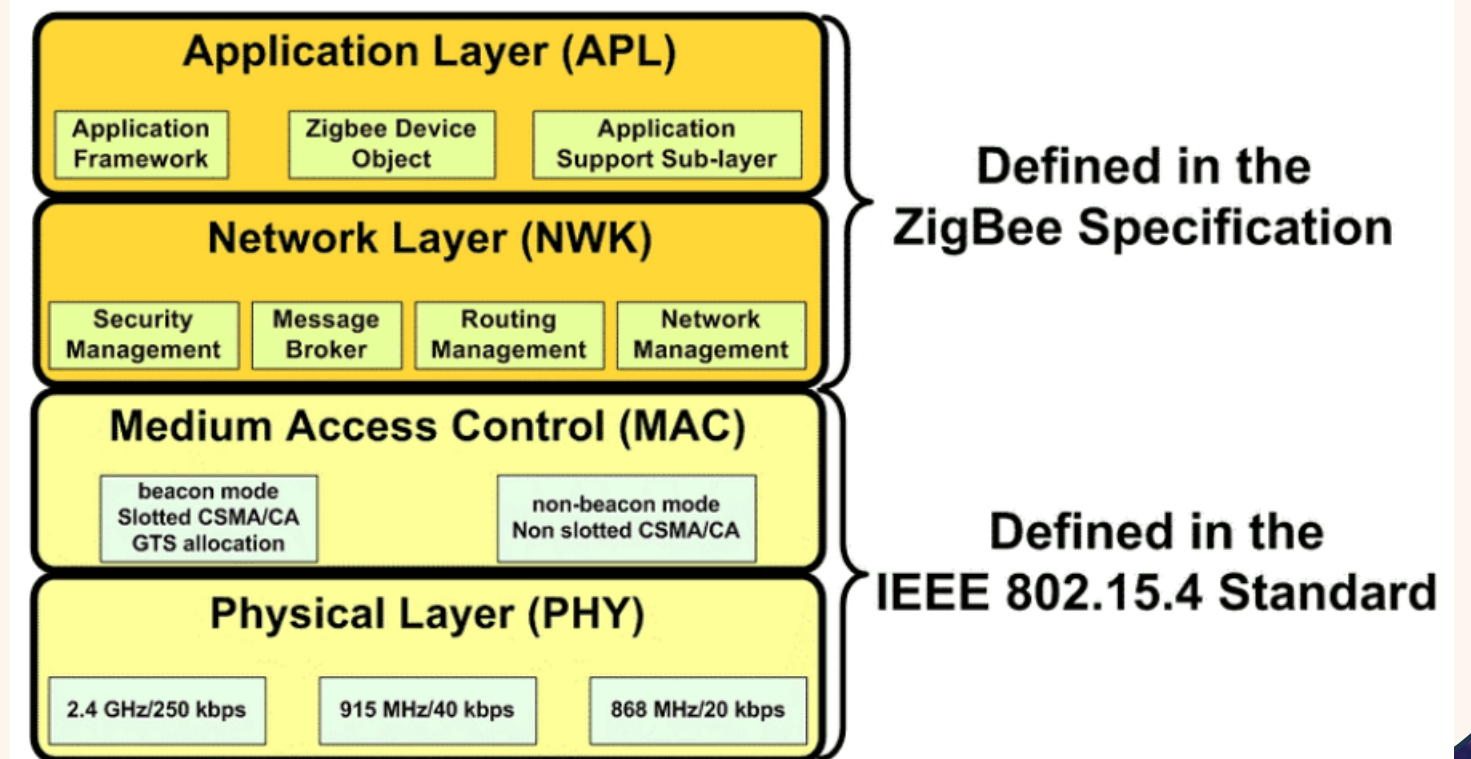 Application Layer (APL)
Application
Framework
Zigbee Device
Object
Application
Support Sub-layer
Defined in the
ZigBee Specification
Network Layer (NWK)
Security
Management
Message
Broker
Routing
Management
Network
Management
Medium Access Control (MAC)
beacon mode
Slotted CSMA/CA
GTS allocation
non-beacon mode
Non slotted CSMA/CA
Defined in the
IEEE 802.15.4 Standard
Physical Layer (PHY)
2.4 GHz/250 kbps
915 MHz/40 kbps
868 MHz/20 kbps